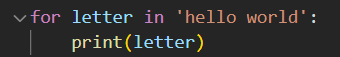 for letter in 'hello world':
    print(letter)